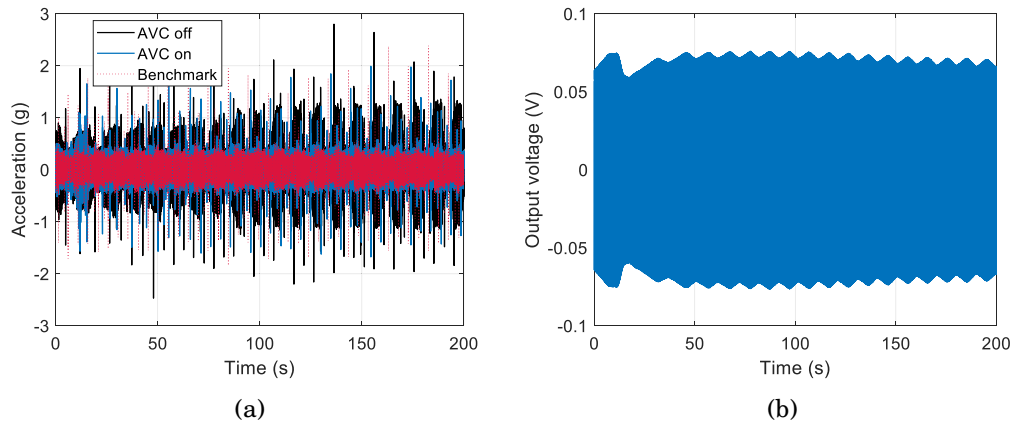 AVC off
AVC on
Benchmark
3
2
1
0
-1
-2
-3
Acceleration (g)
0 50 100 150 200
Time (s)
(a)
0.1
0.05
0
-0.05
-0.1
Output voltage (V)
0 50 100 150 200
Time (s)
(b)